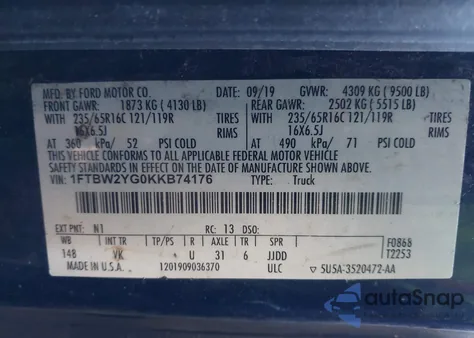 MFD. BY FORD MOTOR CO. 09/19 GVWR: 4309 KG (9500 LB)
FRONT GAWR: 1873 KG (4130 LB) REAR GAWR: 2502 KG (5515 LB)
WITH 235/65R16C 121/119R TIRES WITH 235/65R16C 121/119R TIRES
16X6.5J RIMS 16X6.5J RIMS
AT 360 kPa/ 52 PSI COLD AT 490 kPa/ 71 PSI COLD
THIS VEHICLE CONFORMS TO ALL APPLICABLE FEDERAL MOTOR VEHICLE
SAFETY STANDARDS IN EFFECT ON THE DATE OF MANUFACTURE SHOWN ABOVE.
VIN: 1FTBW2YG0KKB74176 TYPE: Truck
EXT PNT: N1 RC: 13 DSO:
WB INT TR TP/PS R AXLE TR SPR F0868
148 VK U 31 6 JJDD T2253
MADE IN U.S.A. 1201909036370 ULC 5U5A-3520472-AA
autoSnap